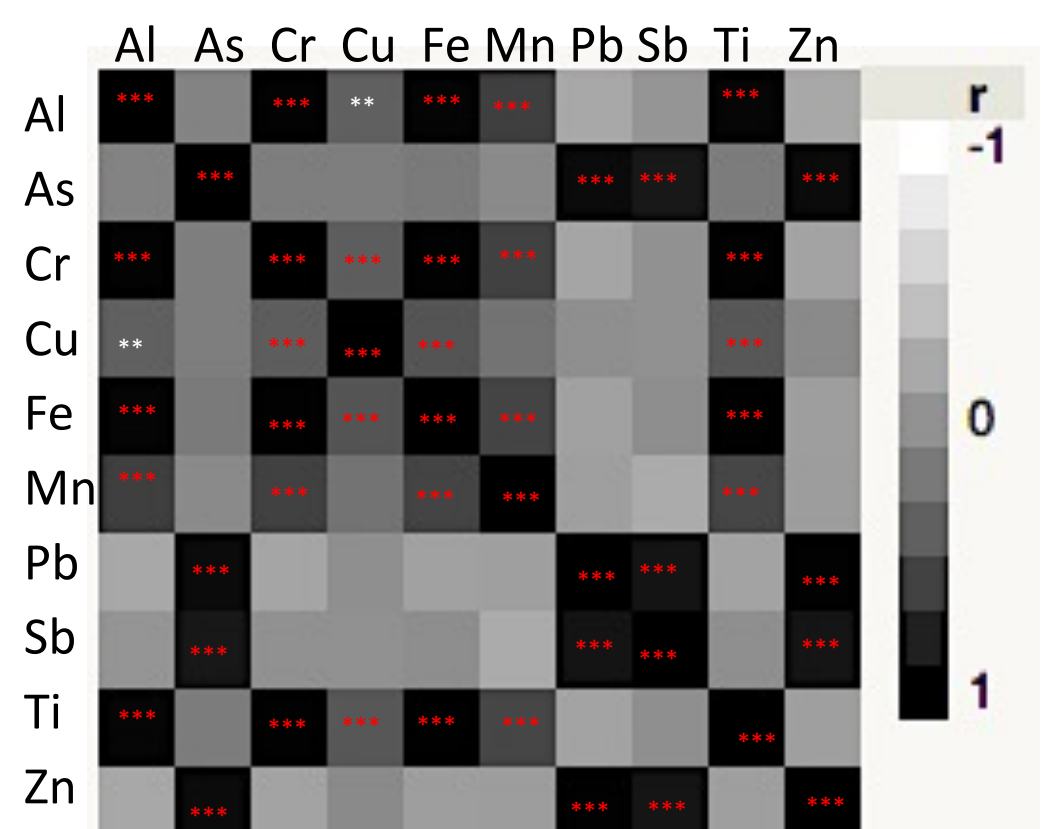 Al As Cr Cu Fe Mn Pb Sb Ti Zn
r
Al *** *** ** *** *** ***
-1
As *** *** *** ***
Cr *** *** *** *** *** ***
Cu ** *** *** *** ***
0
Fe *** *** *** *** *** ***
Mn *** *** *** *** ***
Pb *** *** *** ***
Sb *** *** *** ***
1
Ti *** *** *** *** *** ***
Zn *** *** *** ***